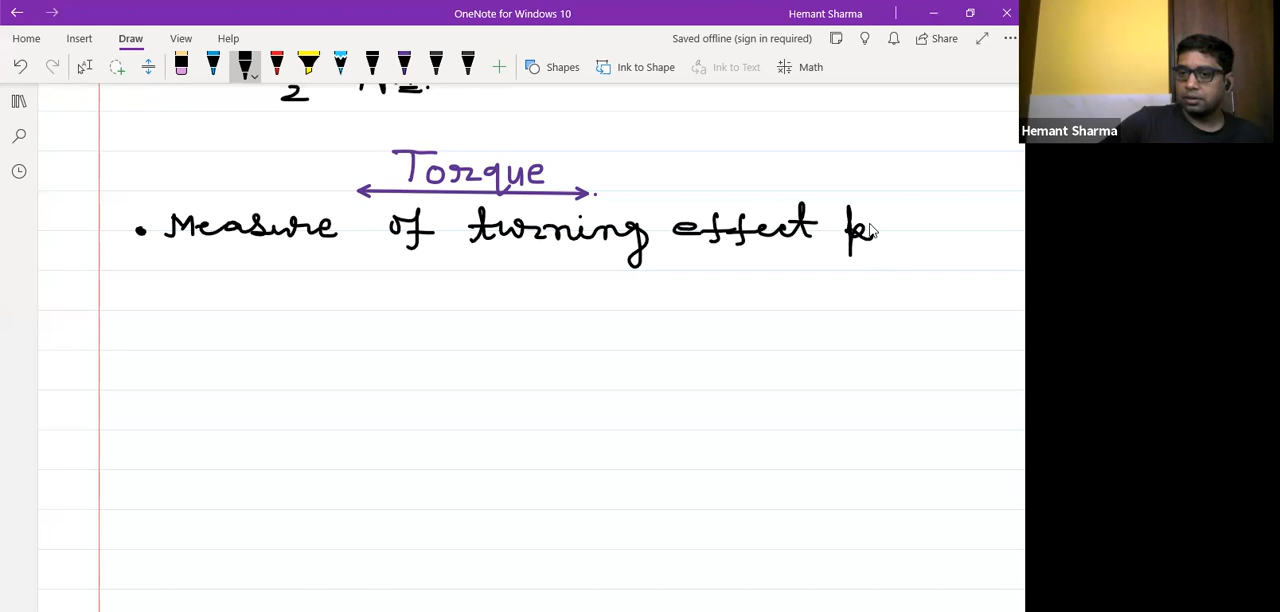 OneNote for Windows 10
Hemant Sharma
Home Insert Draw View Help
Saved offline (sign in required)
Share
Shapes
Ink to Shape
Ink to Text
Math
Hemant Sharma
2
Torque
• Measure of turning effect